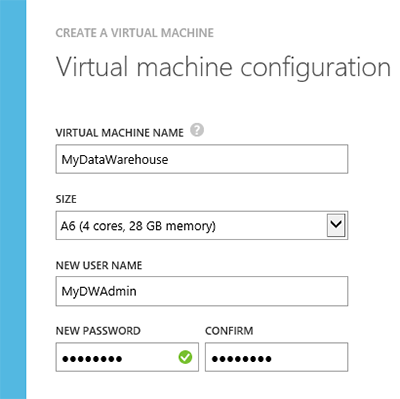 CREATE A VIRTUAL MACHINE
Virtual machine configuration
VIRTUAL MACHINE NAME ?
MyDataWarehouse
SIZE
A6 (4 cores, 28 GB memory)
NEW USER NAME
MyDWAdmin
NEW PASSWORD CONFIRM
●●●●●●●● ●●●●●●●●